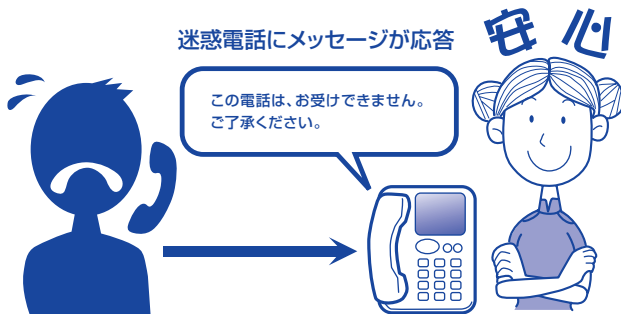 迷惑電話にメッセージが応答
安心
この電話は、お受けできません。
ご了承ください。